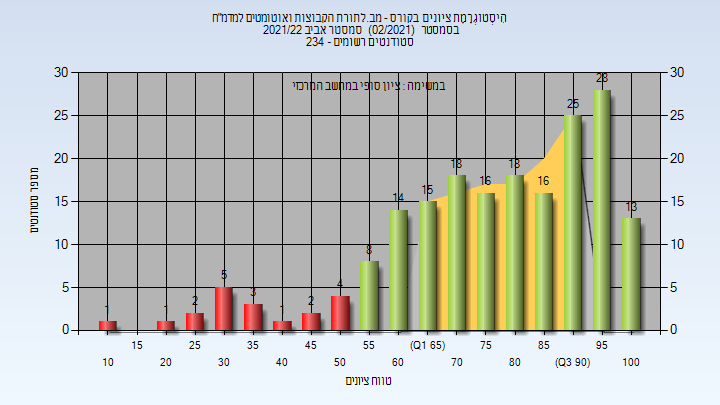 היסטוגרמת ציונים בקורס - מב.לתורת הקבוצות ואוטומטים למדמ"ח
בסמסטר (02/2021) סמסטר אביב 2021/22
סטודנטים רשומים - 234
במשימה : ציון סופי במחשב המרכזי
30 30
25 25
20 20
15 15
10 10
5 5
0 0
מספר סטודנטים
1 1 2 5 3 1 2 4 8 14 15 18 16 18 16 25 28 13
15 25 35 45 55 (Q1 65) 75 85 95
10 20 30 40 50 60 70 80 (Q3 90) 100
טווח ציונים